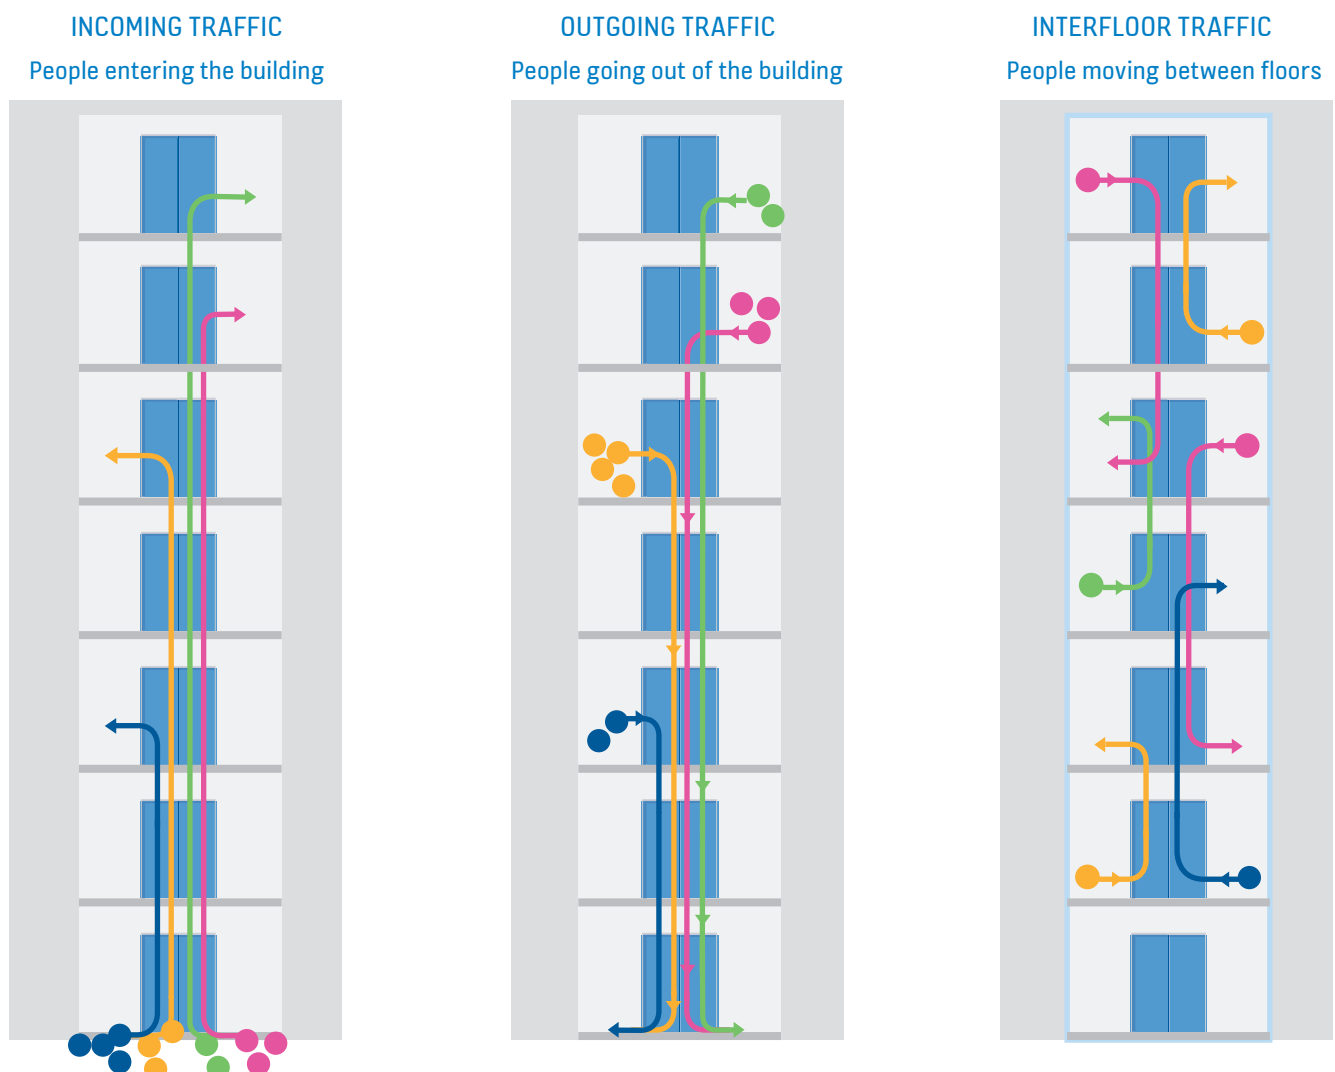 INCOMING TRAFFIC
People entering the building
OUTGOING TRAFFIC
People going out of the building
INTERFLOOR TRAFFIC
People moving between floors